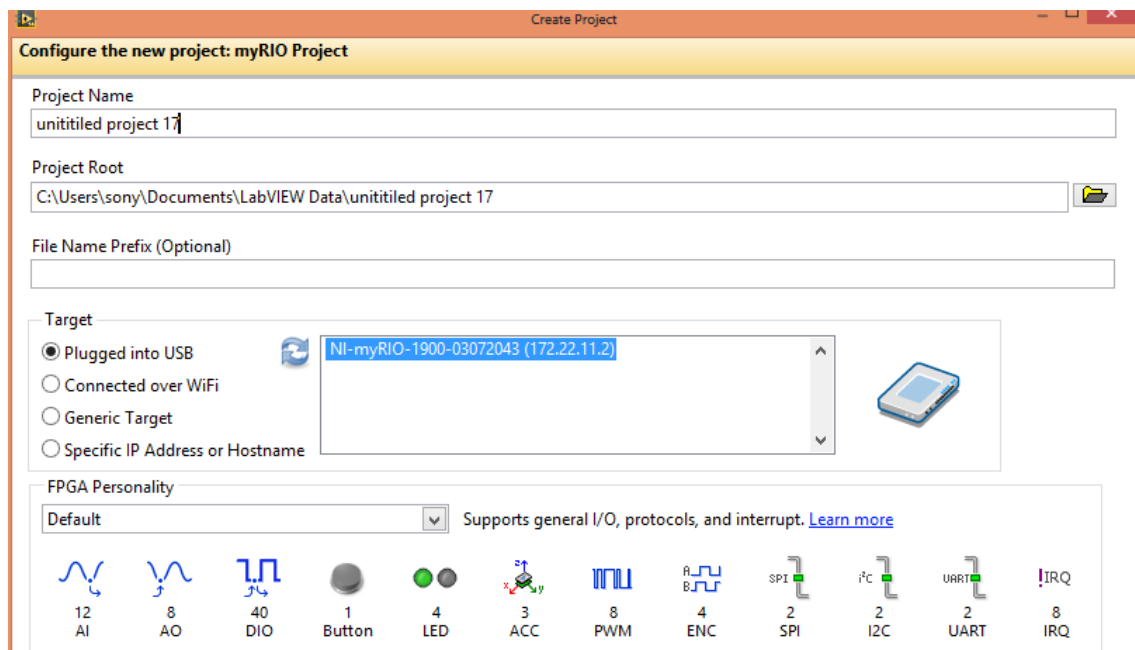 Create Project
Configure the new project: myRIO Project
Project Name
unititiled project 17
Project Root
C:\Users\sony\Documents\LabVIEW Data\unititiled project 17
File Name Prefix (Optional)
Target
Plugged into USB
NI-myRIO-1900-03072043 (172.22.11.2)
Connected over WiFi
Generic Target
Specific IP Address or Hostname
FPGA Personality
Default
Supports general I/O, protocols, and interrupt. Learn more
z x y A B SPI I²C UART !IRQ
12 8 40 1 4 3 8 4 2 2 2 8
AI AO DIO Button LED ACC PWM ENC SPI I2C UART IRQ